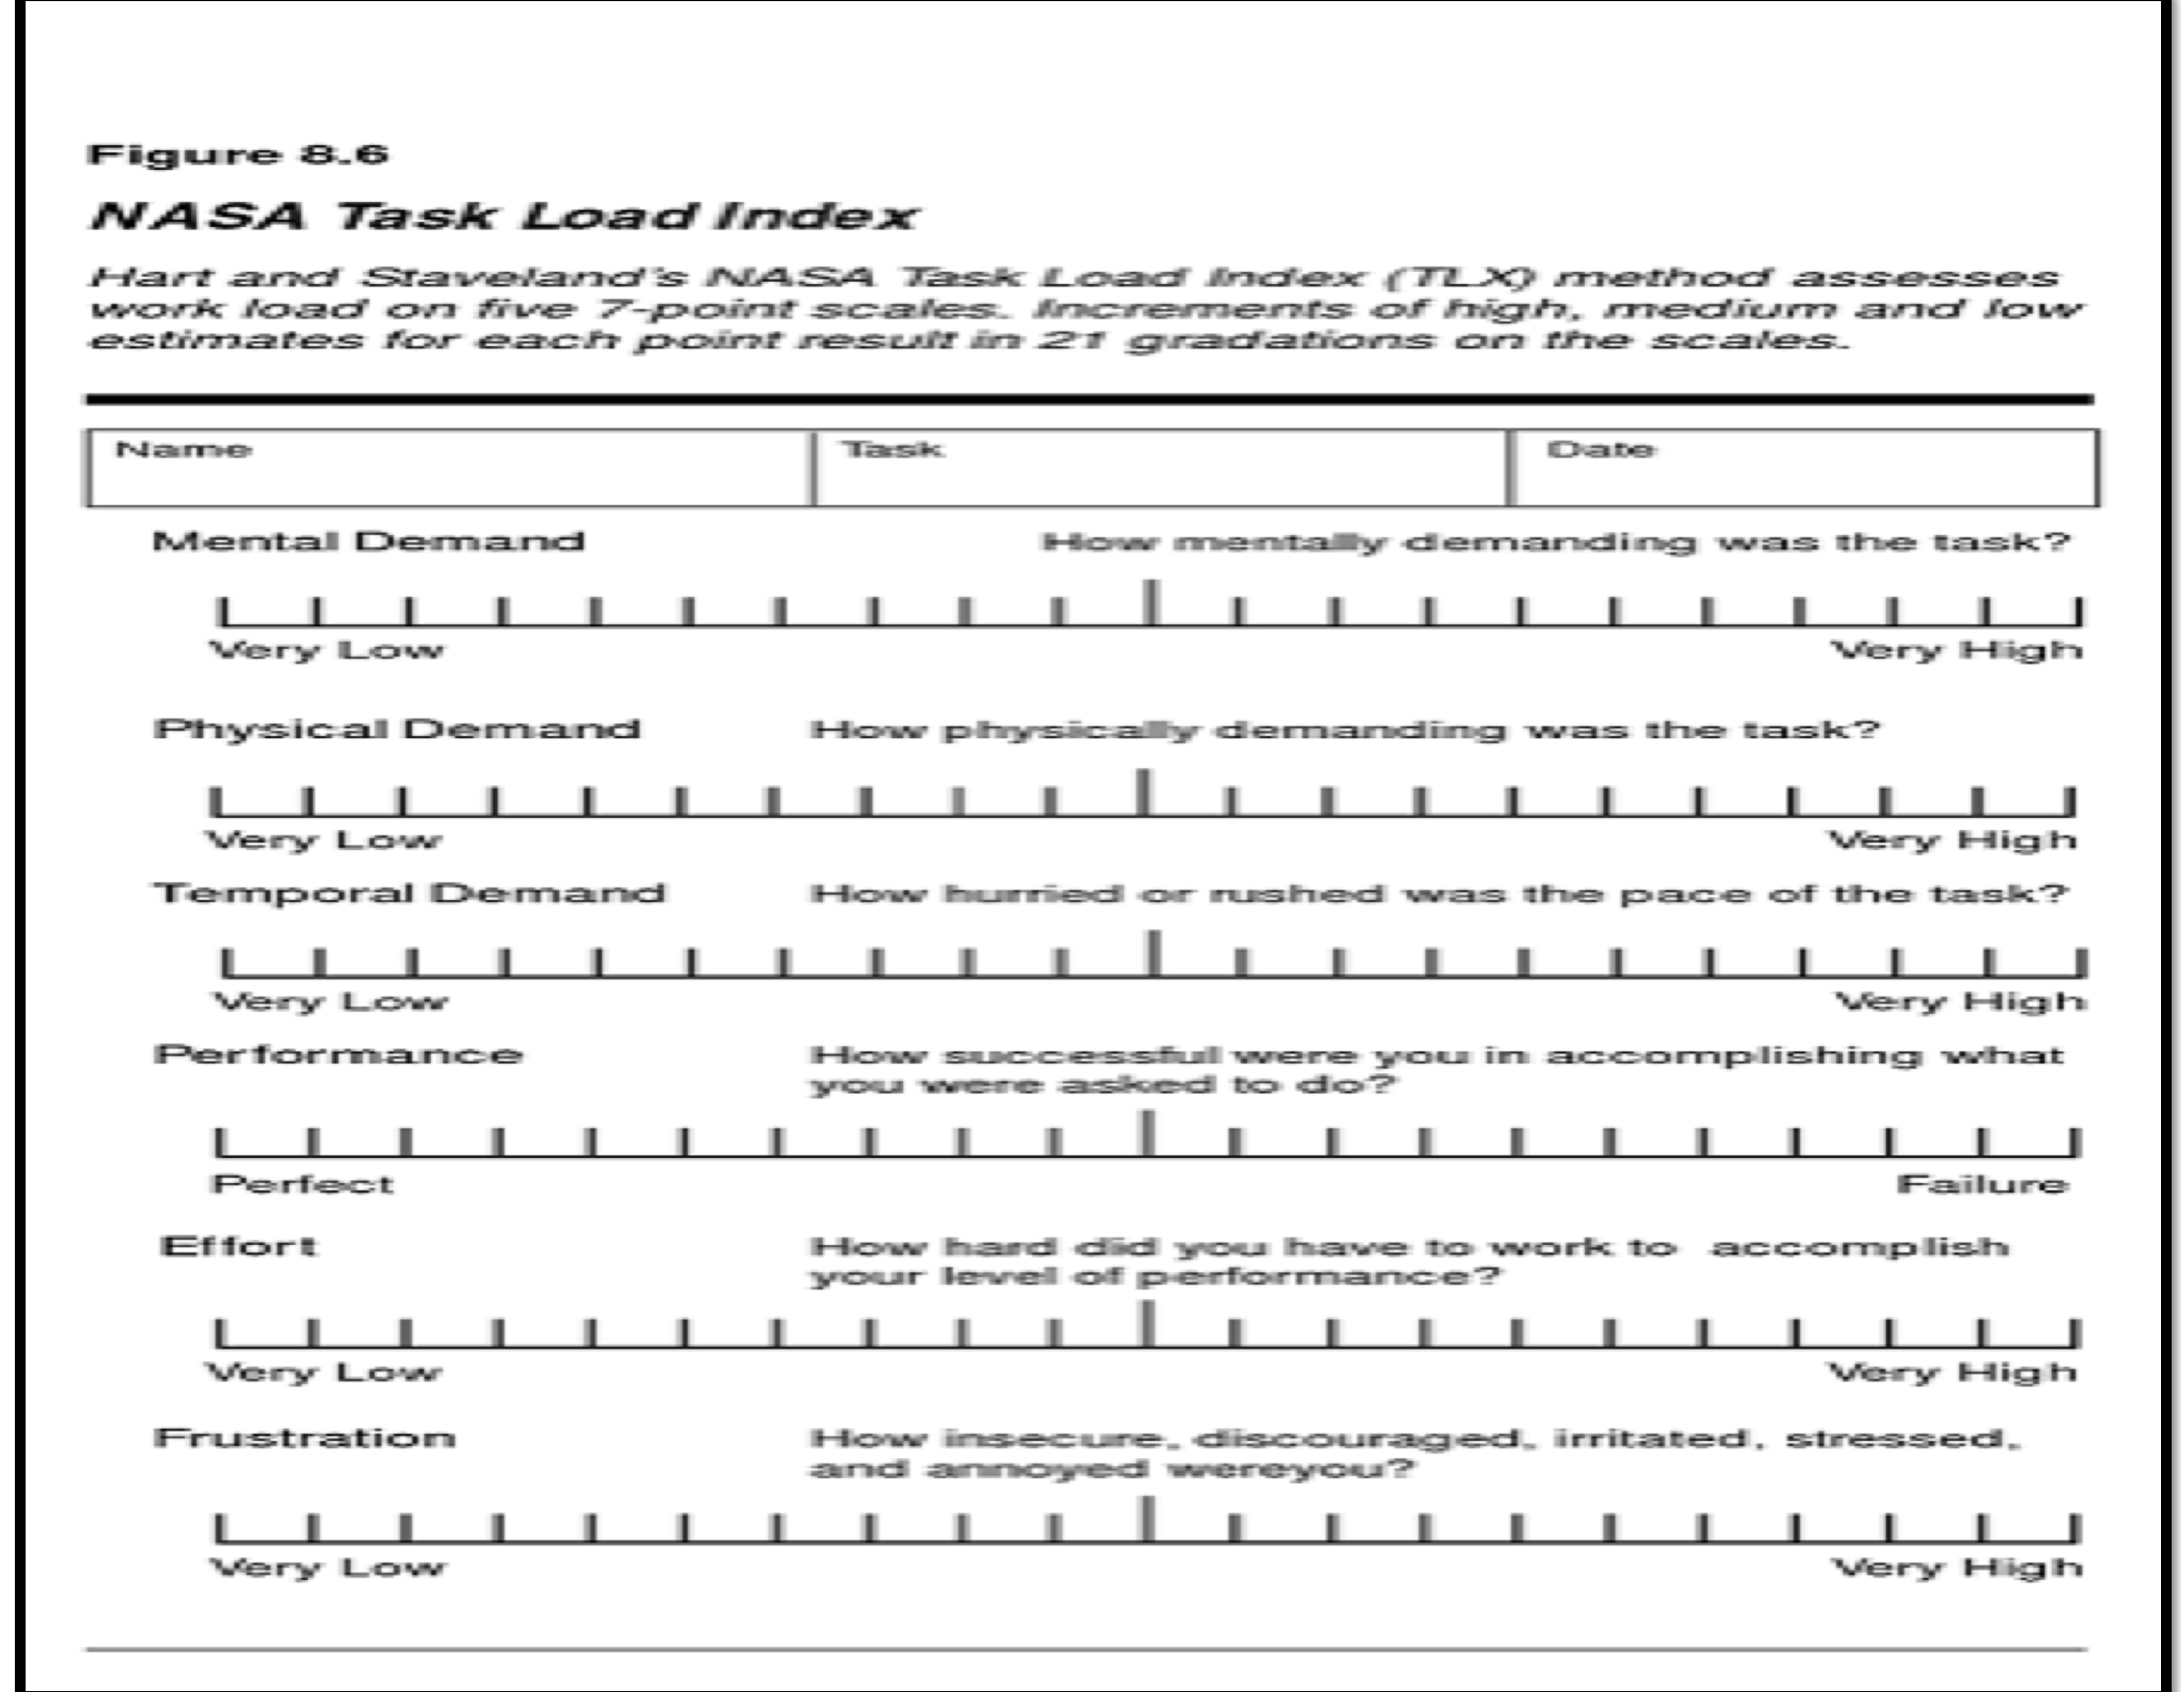 Figure 8.6
NASA Task Load Index
Hart and Staveland's NASA Task Load Index (TLX) method assesses
work load on five 7-point scales. Increments of high, medium and low
estimates for each point result in 21 gradations on the scales.
Name Task Date
Mental Demand How mentally demanding was the task?
Very Low Very High
Physical Demand How physically demanding was the task?
Very Low Very High
Temporal Demand How hurried or rushed was the pace of the task?
Very Low Very High
Performance How successful were you in accomplishing what
you were asked to do?
Perfect Failure
Effort How hard did you have to work to accomplish
your level of performance?
Very Low Very High
Frustration How insecure, discouraged, irritated, stressed,
and annoyed wereyou?
Very Low Very High